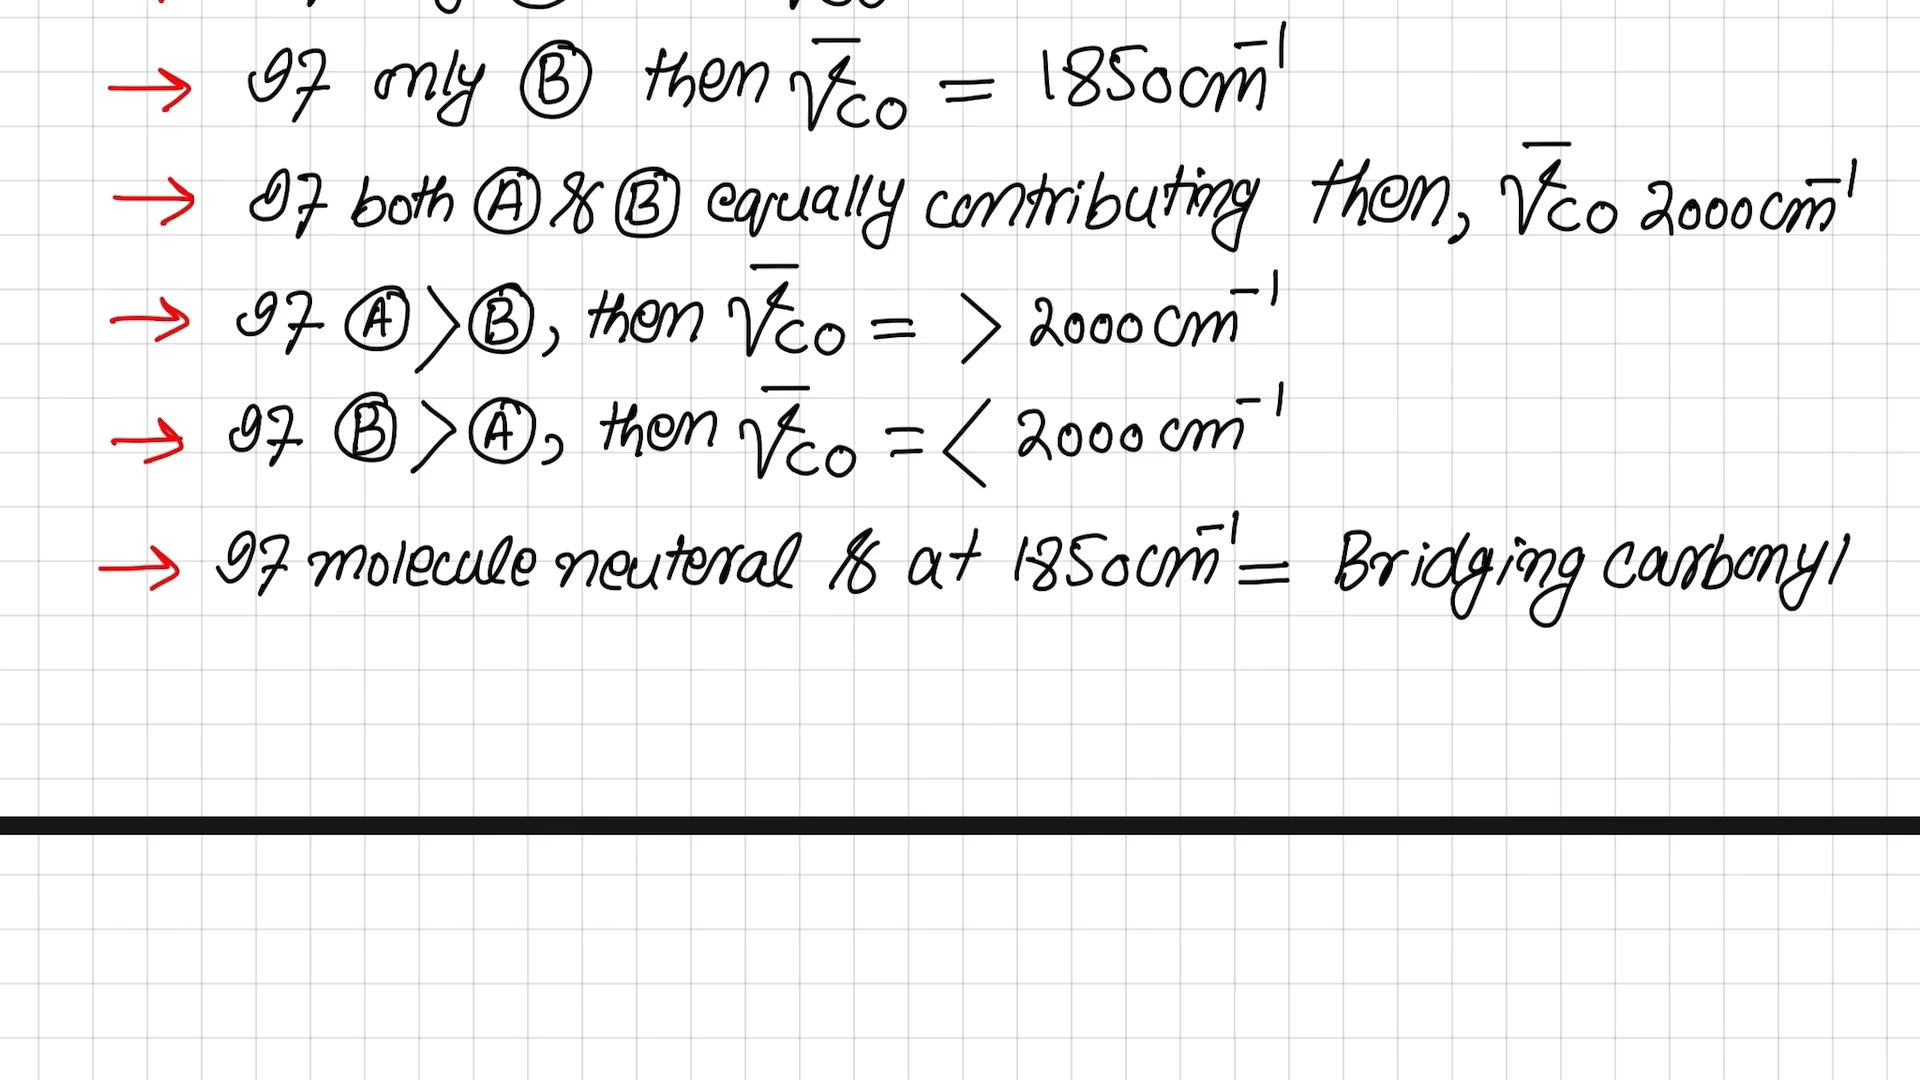 → If only Ⓑ then ν̅CO = 1850cm⁻¹
→ If both Ⓐ & Ⓑ equally contributing then, ν̅CO 2000cm⁻¹
→ If Ⓐ > Ⓑ, then ν̅CO = > 2000cm⁻¹
→ If Ⓑ > Ⓐ, then ν̅CO = < 2000cm⁻¹
→ If molecule neuteral & at 1850cm⁻¹ = Bridging carbonyl